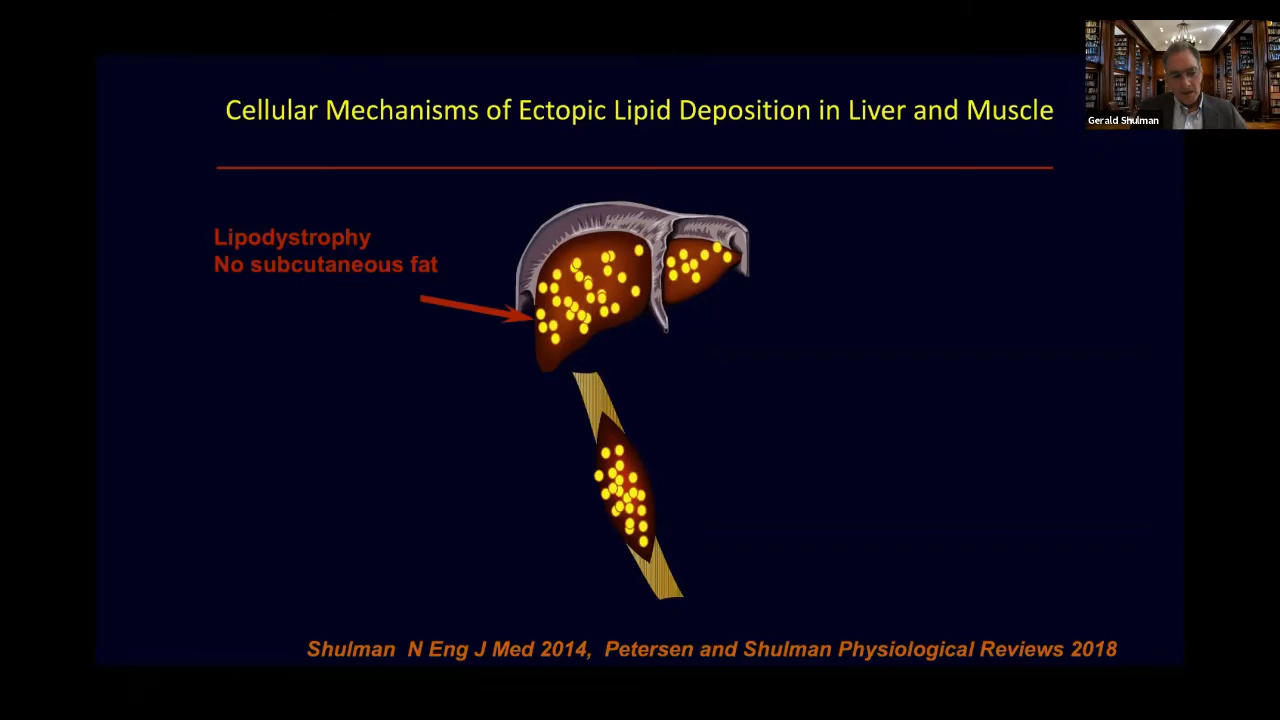 Cellular Mechanisms of Ectopic Lipid Deposition in Liver and Muscle
Gerald Shulman
Lipodystrophy
No subcutaneous fat
Shulman N Eng J Med 2014, Petersen and Shulman Physiological Reviews 2018